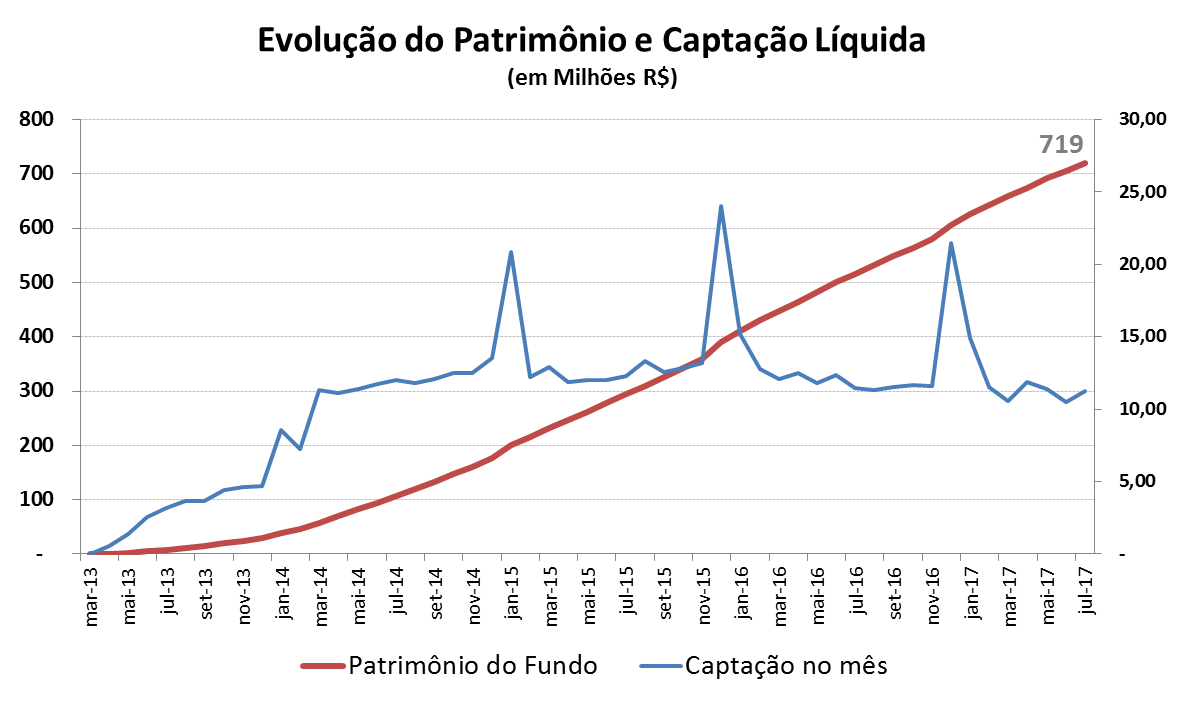 Evolução do Patrimônio e Captação Líquida
(em Milhões R$)
800
700
600
500
400
300
200
100
-
30,00
25,00
20,00
15,00
10,00
5,00
-
719
mar-13
mai-13
jul-13
set-13
nov-13
jan-14
mar-14
mai-14
jul-14
set-14
nov-14
jan-15
mar-15
mai-15
jul-15
set-15
nov-15
jan-16
mar-16
mai-16
jul-16
set-16
nov-16
jan-17
mar-17
mai-17
jul-17
Patrimônio do Fundo
Captação no mês